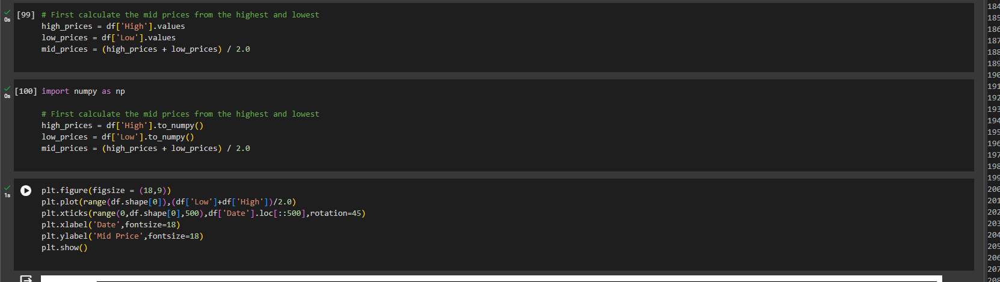 [99] # First calculate the mid prices from the highest and lowest
0s
high_prices = df['High'].values
low_prices = df['Low'].values
mid_prices = (high_prices + low_prices) / 2.0
[100] import numpy as np
0s
# First calculate the mid prices from the highest and lowest
high_prices = df['High'].to_numpy()
low_prices = df['Low'].to_numpy()
mid_prices = (high_prices + low_prices) / 2.0
plt.figure(figsize = (18,9))
1s
plt.plot(range(df.shape[0]),(df['Low']+df['High'])/2.0)
plt.xticks(range(0,df.shape[0],500),df['Date'].loc[::500],rotation=45)
plt.xlabel('Date',fontsize=18)
plt.ylabel('Mid Price',fontsize=18)
plt.show()
184
185
186
187
188
189
190
191
192
193
194
195
196
197
198
199
200
201
202
203
204
205
206
207
208